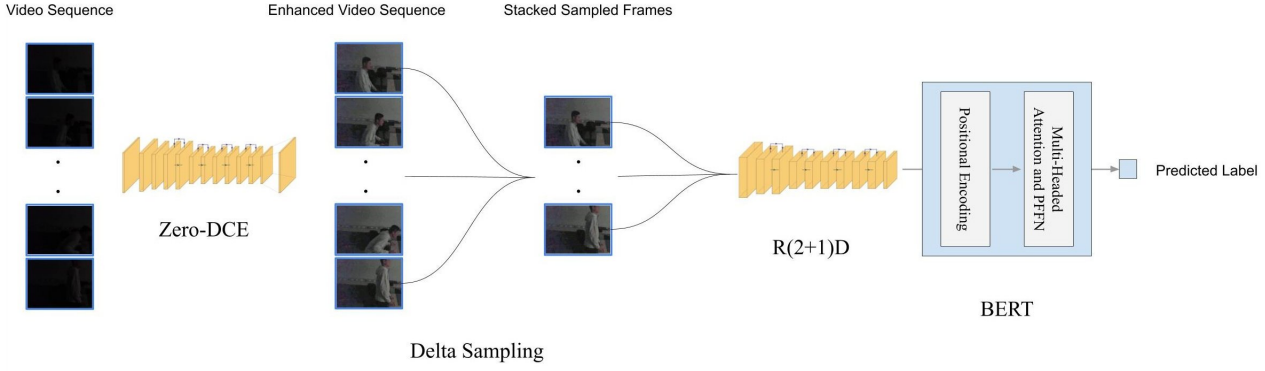 Video Sequence
Enhanced Video Sequence
Stacked Sampled Frames
Zero-DCE
Delta Sampling
R(2+1)D
Positional Encoding
Multi-Headed
Attention and PFFN
BERT
Predicted Label